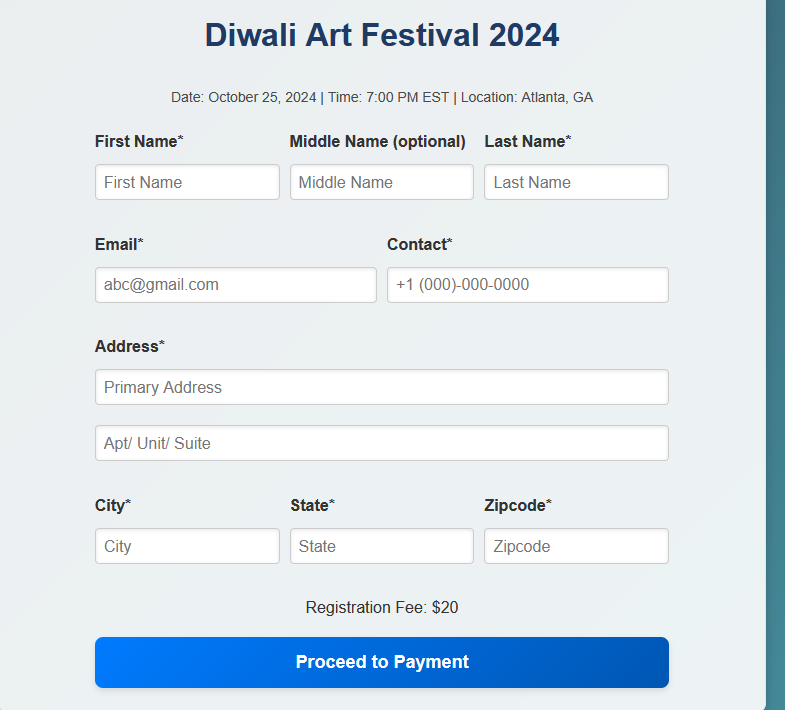 Diwali Art Festival 2024
Date: October 25, 2024 | Time: 7:00 PM EST | Location: Atlanta, GA
First Name* Middle Name (optional) Last Name*
First Name Middle Name Last Name
Email* Contact*
abc@gmail.com +1 (000)-000-0000
Address*
Primary Address
Apt/ Unit/ Suite
City* State* Zipcode*
City State Zipcode
Registration Fee: $20
Proceed to Payment